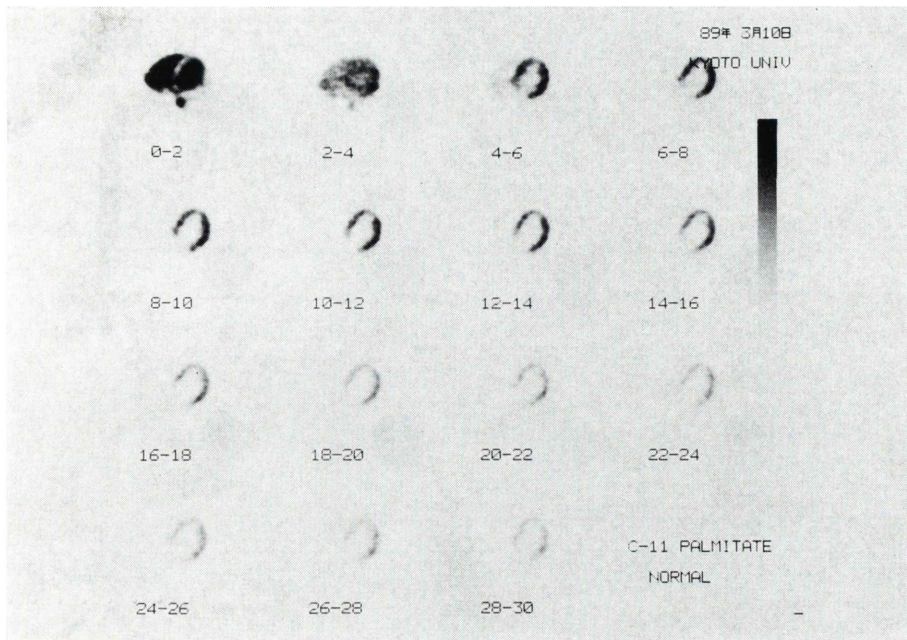 89年 3月10日
KYOTO UNIV
0-2 2-4 4-6 6-8
8-10 10-12 12-14 14-16
16-18 18-20 20-22 22-24
C-11 PALMITATE
NORMAL
24-26 26-28 28-30